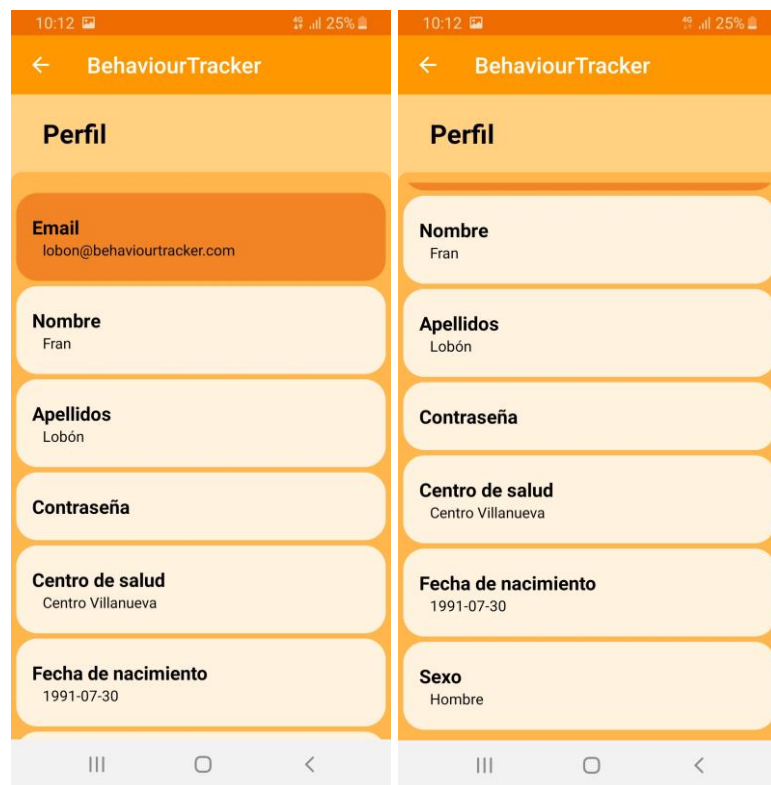 10:12
25%
BehaviourTracker
Perfil
Email
lobon@behaviourtracker.com
Nombre
Fran
Apellidos
Lobón
Contraseña
Centro de salud
Centro Villanueva
Fecha de nacimiento
1991-07-30
10:12
25%
BehaviourTracker
Perfil
Nombre
Fran
Apellidos
Lobón
Contraseña
Centro de salud
Centro Villanueva
Fecha de nacimiento
1991-07-30
Sexo
Hombre